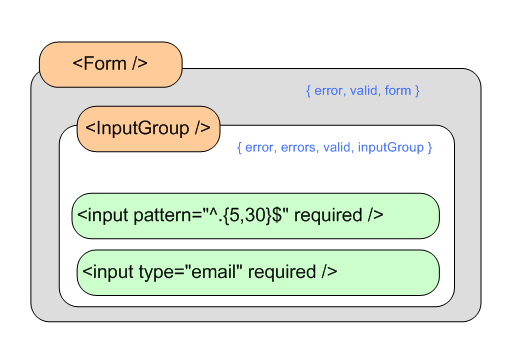 <Form />
{ error, valid, form }
<InputGroup />
{ error, errors, valid, inputGroup }
<input pattern="^.{5,30}$" required />
<input type="email" required />